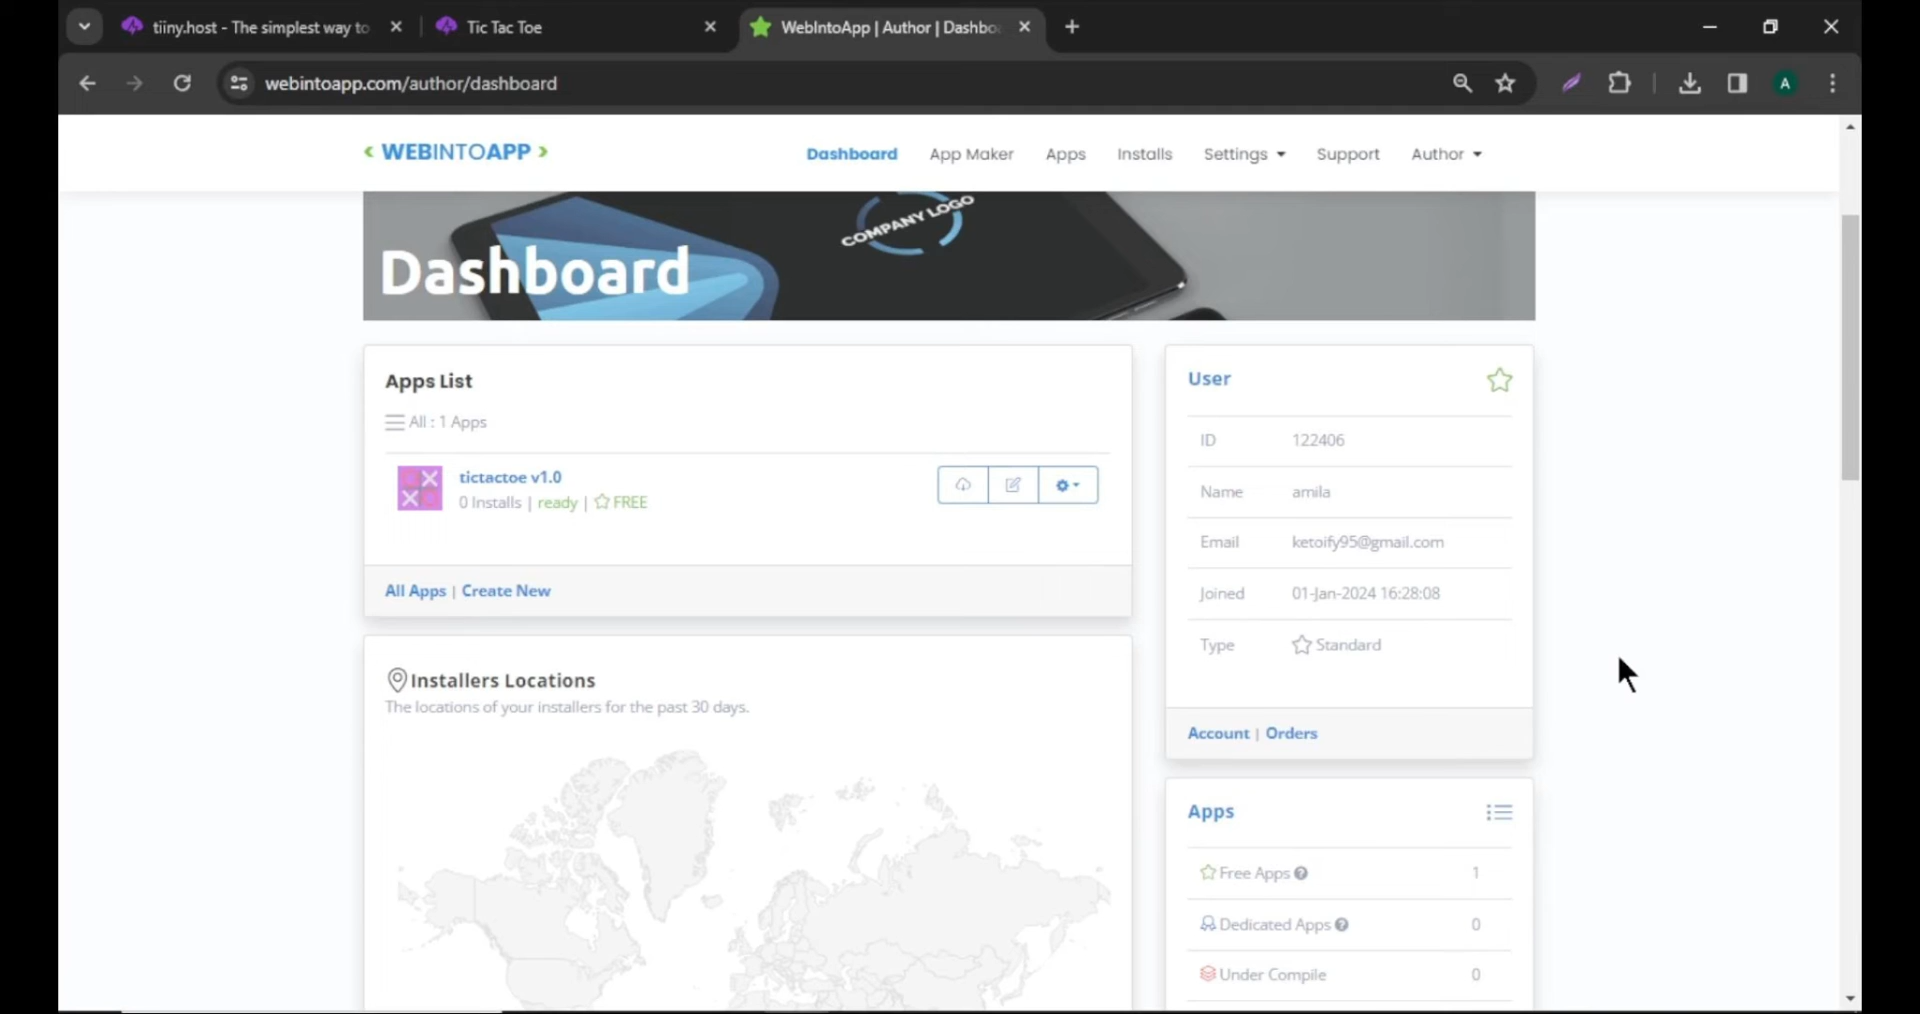 tiiny.host - The simplest way to
Tic Tac Toe
WebIntoApp | Author | Dashbo
webintoapp.com/author/dashboard
A
< WEBINTOAPP >
Dashboard
App Maker
Apps
Installs
Settings
Support
Author
COMPANY LOGO
Dashboard
Apps List
All : 1 Apps
tictactoe v1.0
0 Installs | ready | FREE
All Apps | Create New
Installers Locations
The locations of your installers for the past 30 days.
User
ID 122406
Name amila
Email ketoify95@gmail.com
Joined 01-Jan-2024 16:28:08
Type Standard
Account | Orders
Apps
Free Apps ? 1
Dedicated Apps ? 0
Under Compile 0